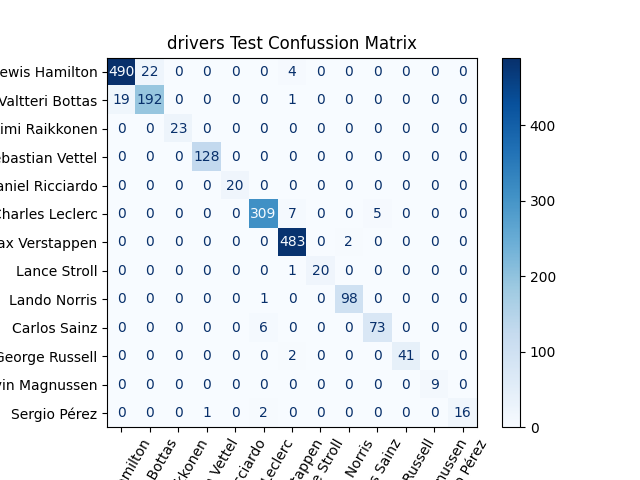 drivers Test Confussion Matrix
ewis Hamilton 490 22 0 0 0 0 4 0 0 0 0 0 0
Valtteri Bottas 19 192 0 0 0 0 1 0 0 0 0 0 0
imi Raikkonen 0 0 23 0 0 0 0 0 0 0 0 0 0
ebastian Vettel 0 0 0 128 0 0 0 0 0 0 0 0 0
aniel Ricciardo 0 0 0 0 20 0 0 0 0 0 0 0 0
Charles Leclerc 0 0 0 0 0 309 7 0 0 5 0 0 0
ax Verstappen 0 0 0 0 0 0 483 0 2 0 0 0 0
Lance Stroll 0 0 0 0 0 0 1 20 0 0 0 0 0
Lando Norris 0 0 0 0 0 1 0 0 98 0 0 0 0
Carlos Sainz 0 0 0 0 0 6 0 0 0 73 0 0 0
George Russell 0 0 0 0 0 0 2 0 0 0 41 0 0
vin Magnussen 0 0 0 0 0 0 0 0 0 0 0 9 0
Sergio Pérez 0 0 0 1 0 2 0 0 0 0 0 0 16
amilton
Bottas
kkonen
Vettel
ciardo
Leclerc
tappen
e Stroll
Norris
s Sainz
Russell
nussen
o Pérez
400
300
200
100
0